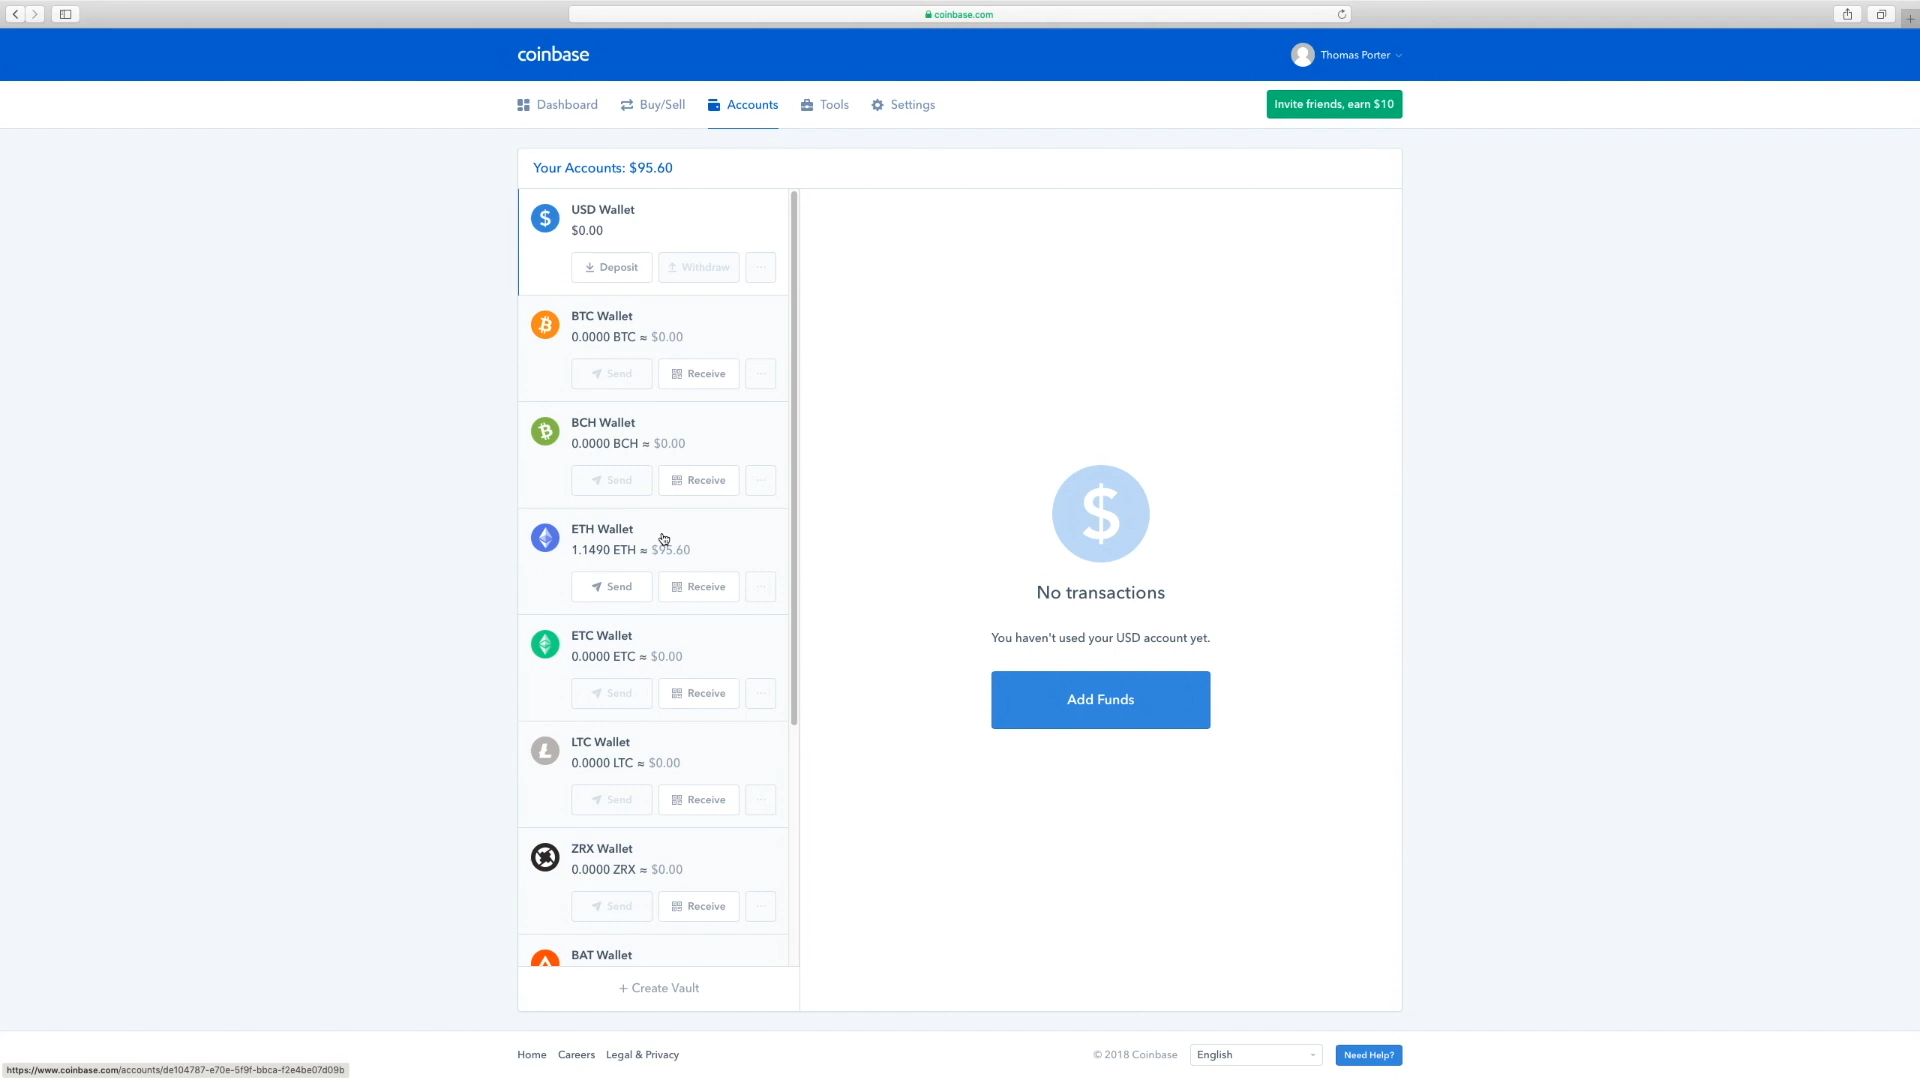 coinbase.com
coinbase
Thomas Porter
Dashboard Buy/Sell Accounts Tools Settings
Invite friends, earn $10
Your Accounts: $95.60
USD Wallet
$0.00
Deposit Withdraw ...
BTC Wallet
0.0000 BTC ≈ $0.00
Send Receive ...
BCH Wallet
0.0000 BCH ≈ $0.00
Send Receive ...
ETH Wallet
1.1490 ETH ≈ $95.60
Send Receive ...
ETC Wallet
0.0000 ETC ≈ $0.00
Send Receive ...
LTC Wallet
0.0000 LTC ≈ $0.00
Send Receive ...
ZRX Wallet
0.0000 ZRX ≈ $0.00
Send Receive ...
BAT Wallet
+ Create Vault
No transactions
You haven't used your USD account yet.
Add Funds
Home Careers Legal & Privacy
© 2018 Coinbase
English
Need Help?
https://www.coinbase.com/accounts/de104787-e70e-5f9f-bbca-f2e4be07d09b